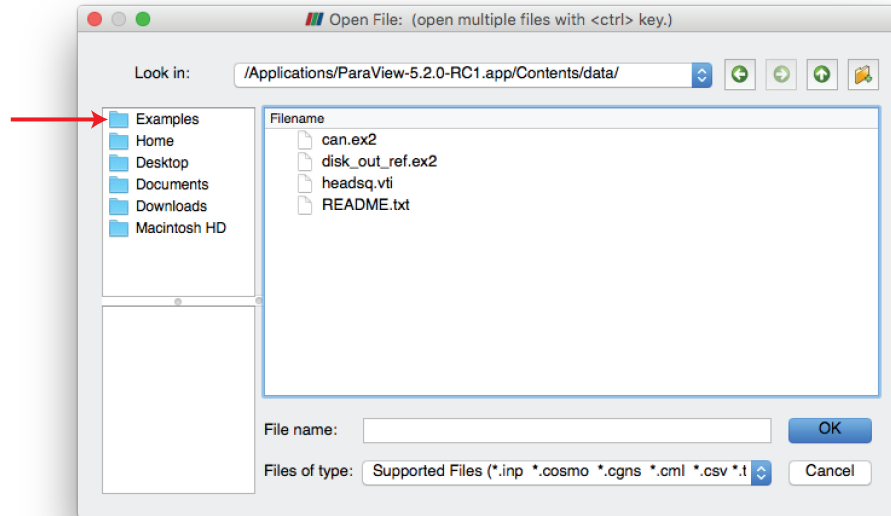 Open File: (open multiple files with <ctrl> key.)
Look in:
/Applications/ParaView-5.2.0-RC1.app/Contents/data/
Examples
Home
Desktop
Documents
Downloads
Macintosh HD
Filename
can.ex2
disk_out_ref.ex2
headsq.vti
README.txt
File name:
OK
Files of type:
Supported Files (*.inp *.cosmo *.cgns *.cml *.csv *.t
Cancel